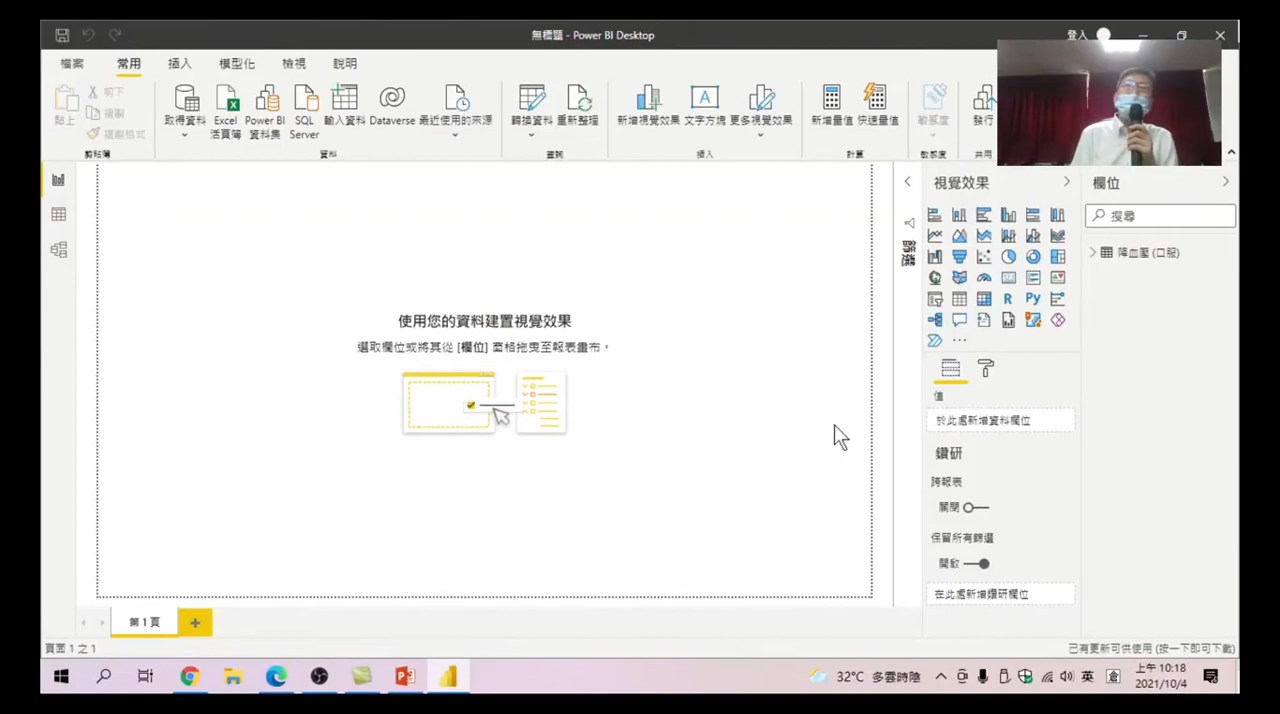 無標題 - Power BI Desktop
登入
檔案 常用 插入 模型化 檢視 說明
貼上
剪下
複製
複製格式
剪貼簿
取得資料
Excel 活頁簿
Power BI 資料集
SQL Server
輸入資料
Dataverse
最近使用的來源
資料
轉換資料
重新整理
查詢
新增視覺效果
文字方塊
更多視覺效果
插入
新增量值
快速量值
計算
敏感度
敏感度
發行
共用
使用您的資料建置視覺效果
選取欄位或將其從 [欄位] 窗格拖曳至報表畫布。
篩選
視覺效果
R
Py
值
於此處新增資料欄位
鑽研
跨報表
關閉
保留所有篩選
開啟
在此處新增鑽研欄位
欄位
搜尋
降血壓 (口服)
第 1 頁
頁面 1 之 1
已有更新可供使用 (按一下即可下載)
32°C 多雲時陰
英
倉
上午 10:18
2021/10/4